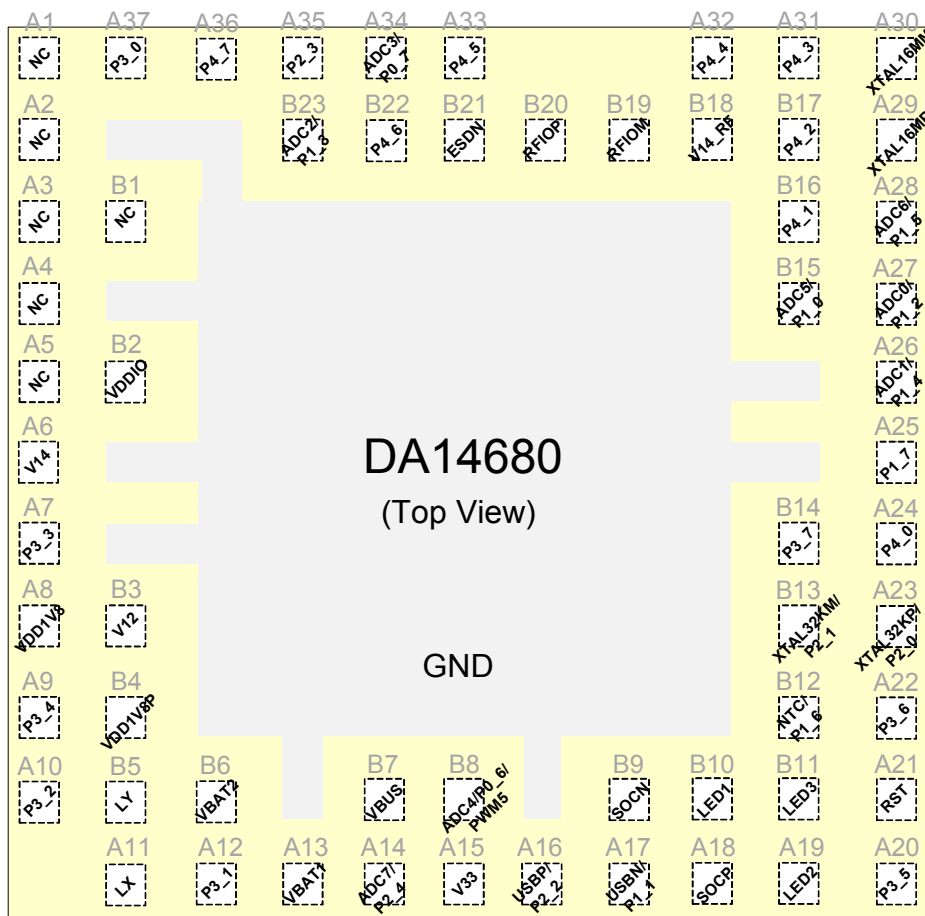 A1 A37 A36 A35 A34 A33 A32 A31 A30
NC P3_0 P4_7 P2_3 ADC3/ P0_7 P4_5 P4_4 P4_3 XTAL16MM
A2 B23 B22 B21 B20 B19 B18 B17 A29
NC ADC2/ P1_3 P4_6 ESDN RFIOP RFIOM V14_RF P4_2 XTAL16MP
A3 B1 B16 A28
NC NC P4_1 ADC6/ P1_5
A4 B15 A27
NC ADC5/ P1_0 ADC0/ P1_2
A5 B2 A26
NC VDDIO ADC1/ P1_4
A6 A25
V14 P1_7
DA14680
(Top View)
A7 B14 A24
P3_3 P3_7 P4_0
A8 B3 B13 A23
VDD1V8 V12 XTAL32KM/ P2_1 XTAL32KP/ P2_0
GND
A9 B4 B12 A22
P3_4 VDD1V8P NTC/ P1_6 P3_6
A10 B5 B6 B7 B8 B9 B10 B11 A21
P3_2 LY VBAT2 VBUS ADC4/P0_6/ PWM5 SOCN LED1 LED3 RST
A11 A12 A13 A14 A15 A16 A17 A18 A19 A20
LX P3_1 VBAT1 ADC7/ P2_4 V33 USBP/ P2_2 USBN/ P1_1 SOCP LED2 P3_5